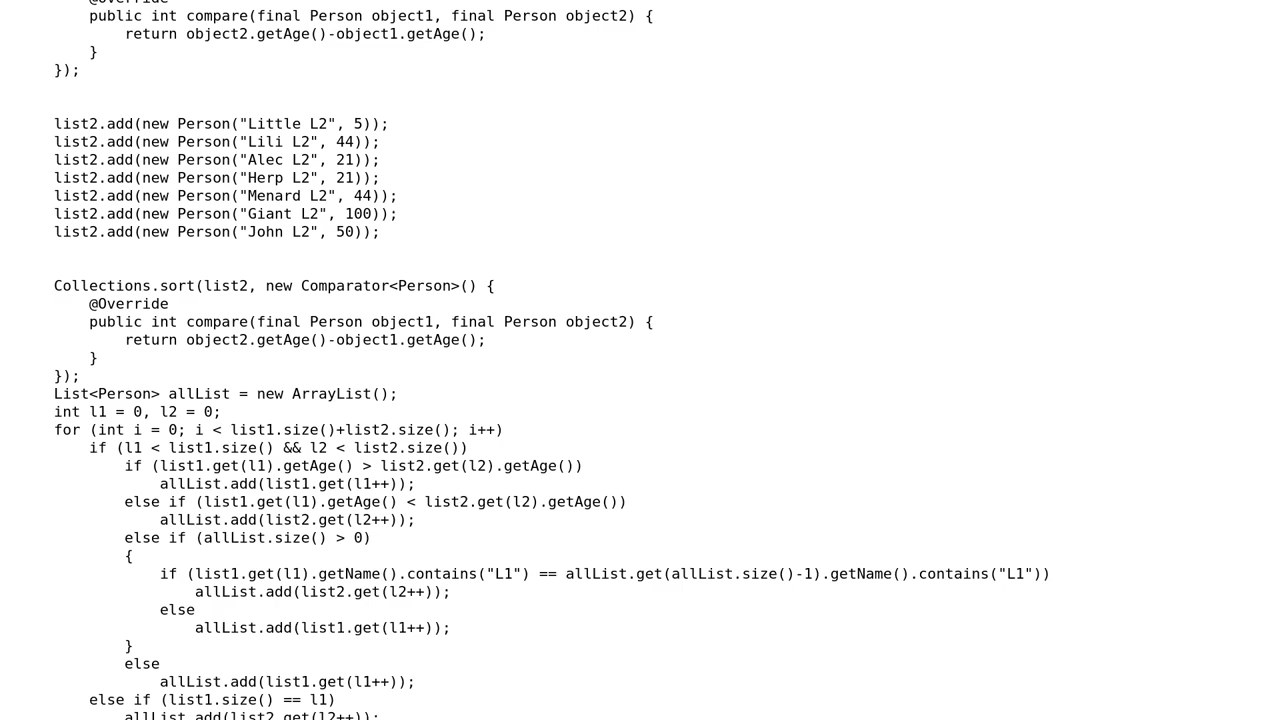 @Override
public int compare(final Person object1, final Person object2) {
return object2.getAge()-object1.getAge();
}
});
list2.add(new Person("Little L2", 5));
list2.add(new Person("Lili L2", 44));
list2.add(new Person("Alec L2", 21));
list2.add(new Person("Herp L2", 21));
list2.add(new Person("Menard L2", 44));
list2.add(new Person("Giant L2", 100));
list2.add(new Person("John L2", 50));
Collections.sort(list2, new Comparator<Person>() {
@Override
public int compare(final Person object1, final Person object2) {
return object2.getAge()-object1.getAge();
}
});
List<Person> allList = new ArrayList();
int l1 = 0, l2 = 0;
for (int i = 0; i < list1.size()+list2.size(); i++)
if (l1 < list1.size() && l2 < list2.size())
if (list1.get(l1).getAge() > list2.get(l2).getAge())
allList.add(list1.get(l1++));
else if (list1.get(l1).getAge() < list2.get(l2).getAge())
allList.add(list2.get(l2++));
else if (allList.size() > 0)
{
if (list1.get(l1).getName().contains("L1") == allList.get(allList.size()-1).getName().contains("L1"))
allList.add(list2.get(l2++));
else
allList.add(list1.get(l1++));
}
else
allList.add(list1.get(l1++));
else if (list1.size() == l1)
allList.add(list2.get(l2++));